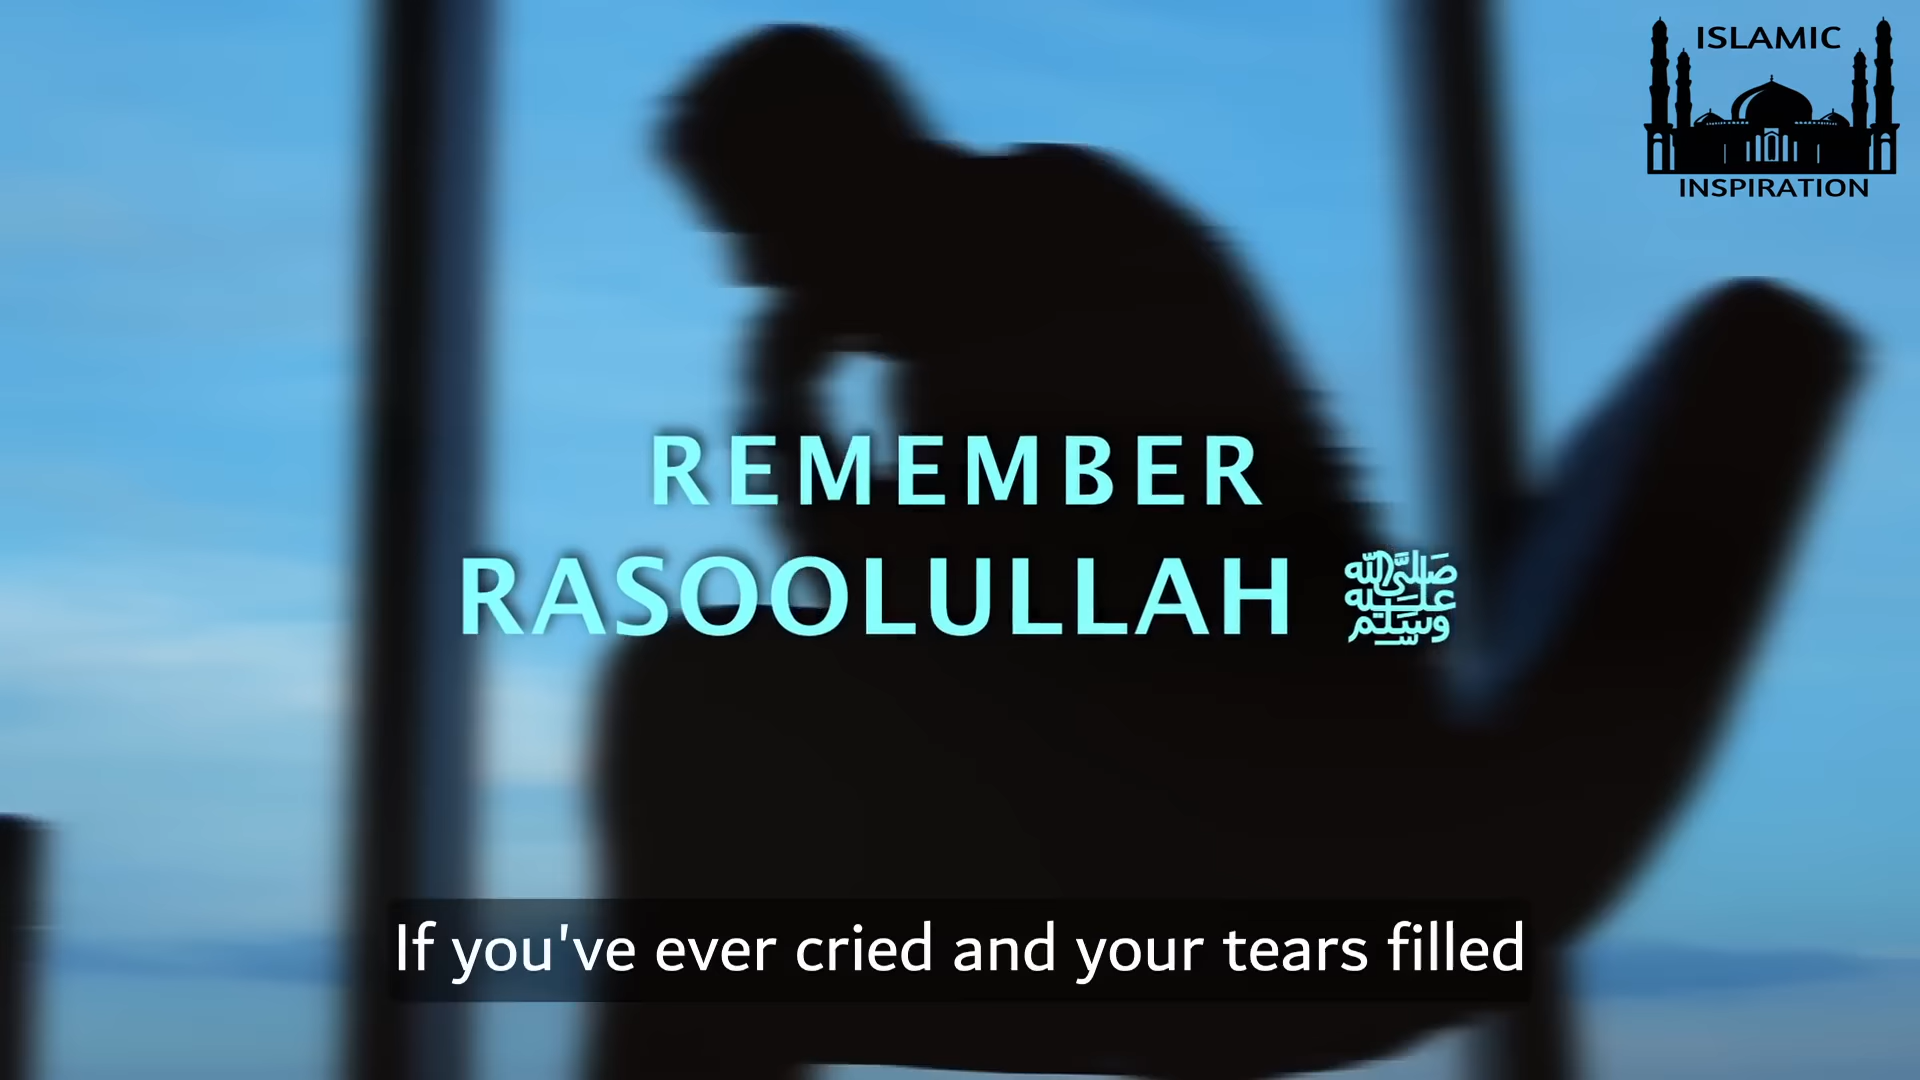 ISLAMIC
INSPIRATION
REMEMBER
RASOOLULLAH ﷺ
If you've ever cried and your tears filled